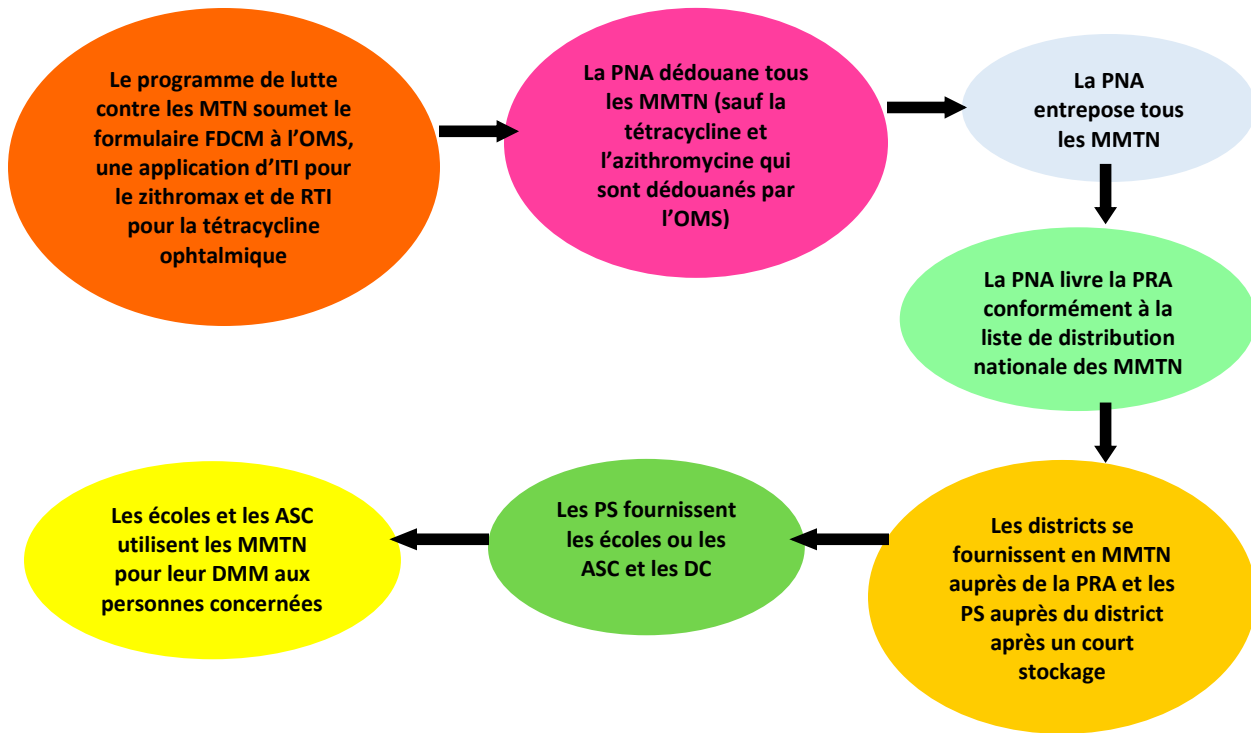 Le programme de lutte
contre les MTN soumet le
formulaire FDCM à l’OMS,
une application d’ITI pour
le zithromax et de RTI
pour la tétracycline
ophtalmique
La PNA dédouane tous
les MMTN (sauf la
tétracycline et
l’azithromycine qui
sont dédouanés par
l’OMS)
La PNA
entrepose tous
les MMTN
La PNA livre la PRA
conformément à la
liste de distribution
nationale des MMTN
Les districts se
fournissent en MMTN
auprès de la PRA et les
PS auprès du district
après un court
stockage
Les PS fournissent
les écoles ou les
ASC et les DC
Les écoles et les ASC
utilisent les MMTN
pour leur DMM aux
personnes concernées